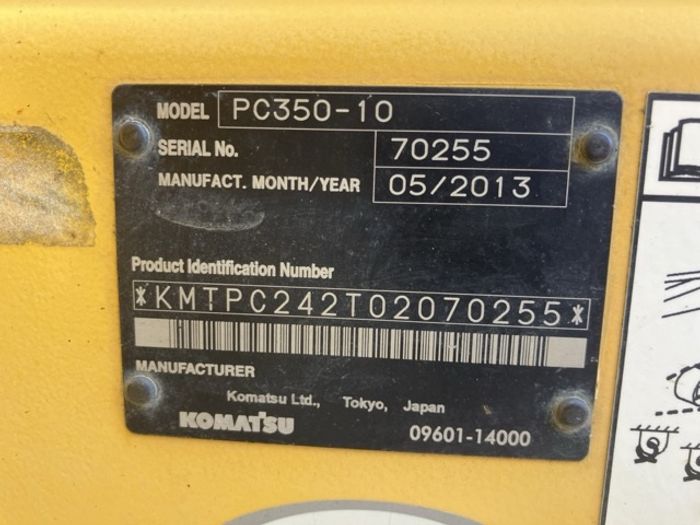 MODEL PC350-10
SERIAL No. 70255
MANUFACT. MONTH/YEAR 05/2013
Product Identification Number
*KMTPC242T02070255*
MANUFACTURER
Komatsu Ltd., Tokyo, Japan
KOMATSU 09601-14000